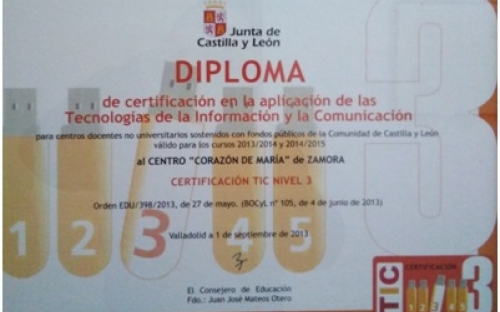 Junta de
Castilla y León
DIPLOMA
de certificación en la aplicación de las
Tecnologías de la Información y la Comunicación
para centros docentes no universitarios sostenidos con fondos públicos de la Comunidad de Castilla y León
válido para los cursos 2013/2014 y 2014/2015
al CENTRO "CORAZÓN DE MARÍA" de ZAMORA
CERTIFICACIÓN TIC NIVEL 3
Orden EDU/398/2013, de 27 de mayo. (BOCyL nº 105, de 4 de junio de 2013)
Valladolid a 1 de septiembre de 2013
1 2 3 4 5
El Consejero de Educación
Fdo.: Juan José Mateos Otero
3
TIC
CERTIFICACIÓN
3